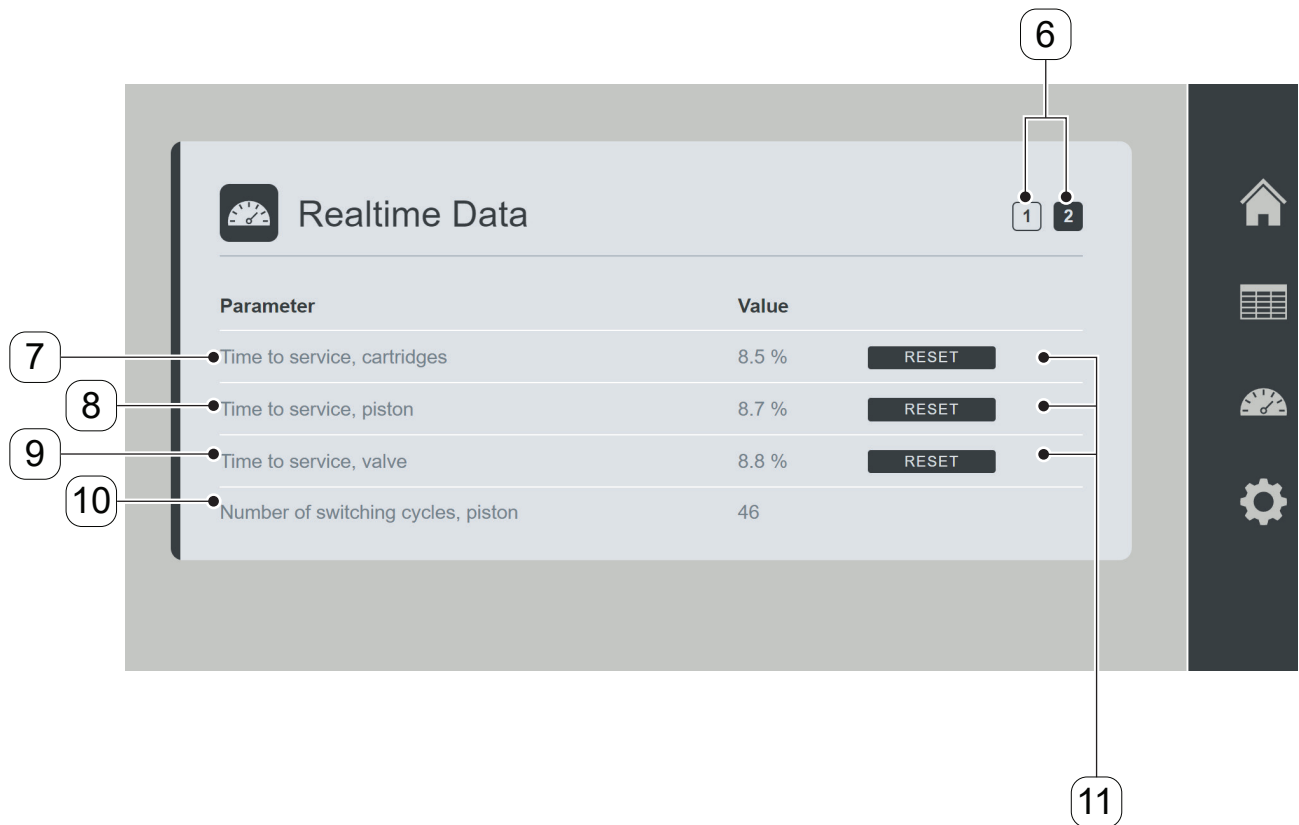 6
Realtime Data
1 2
Parameter Value
7 Time to service, cartridges 8.5 % RESET
8 Time to service, piston 8.7 % RESET
9 Time to service, valve 8.8 % RESET
10 Number of switching cycles, piston 46
11